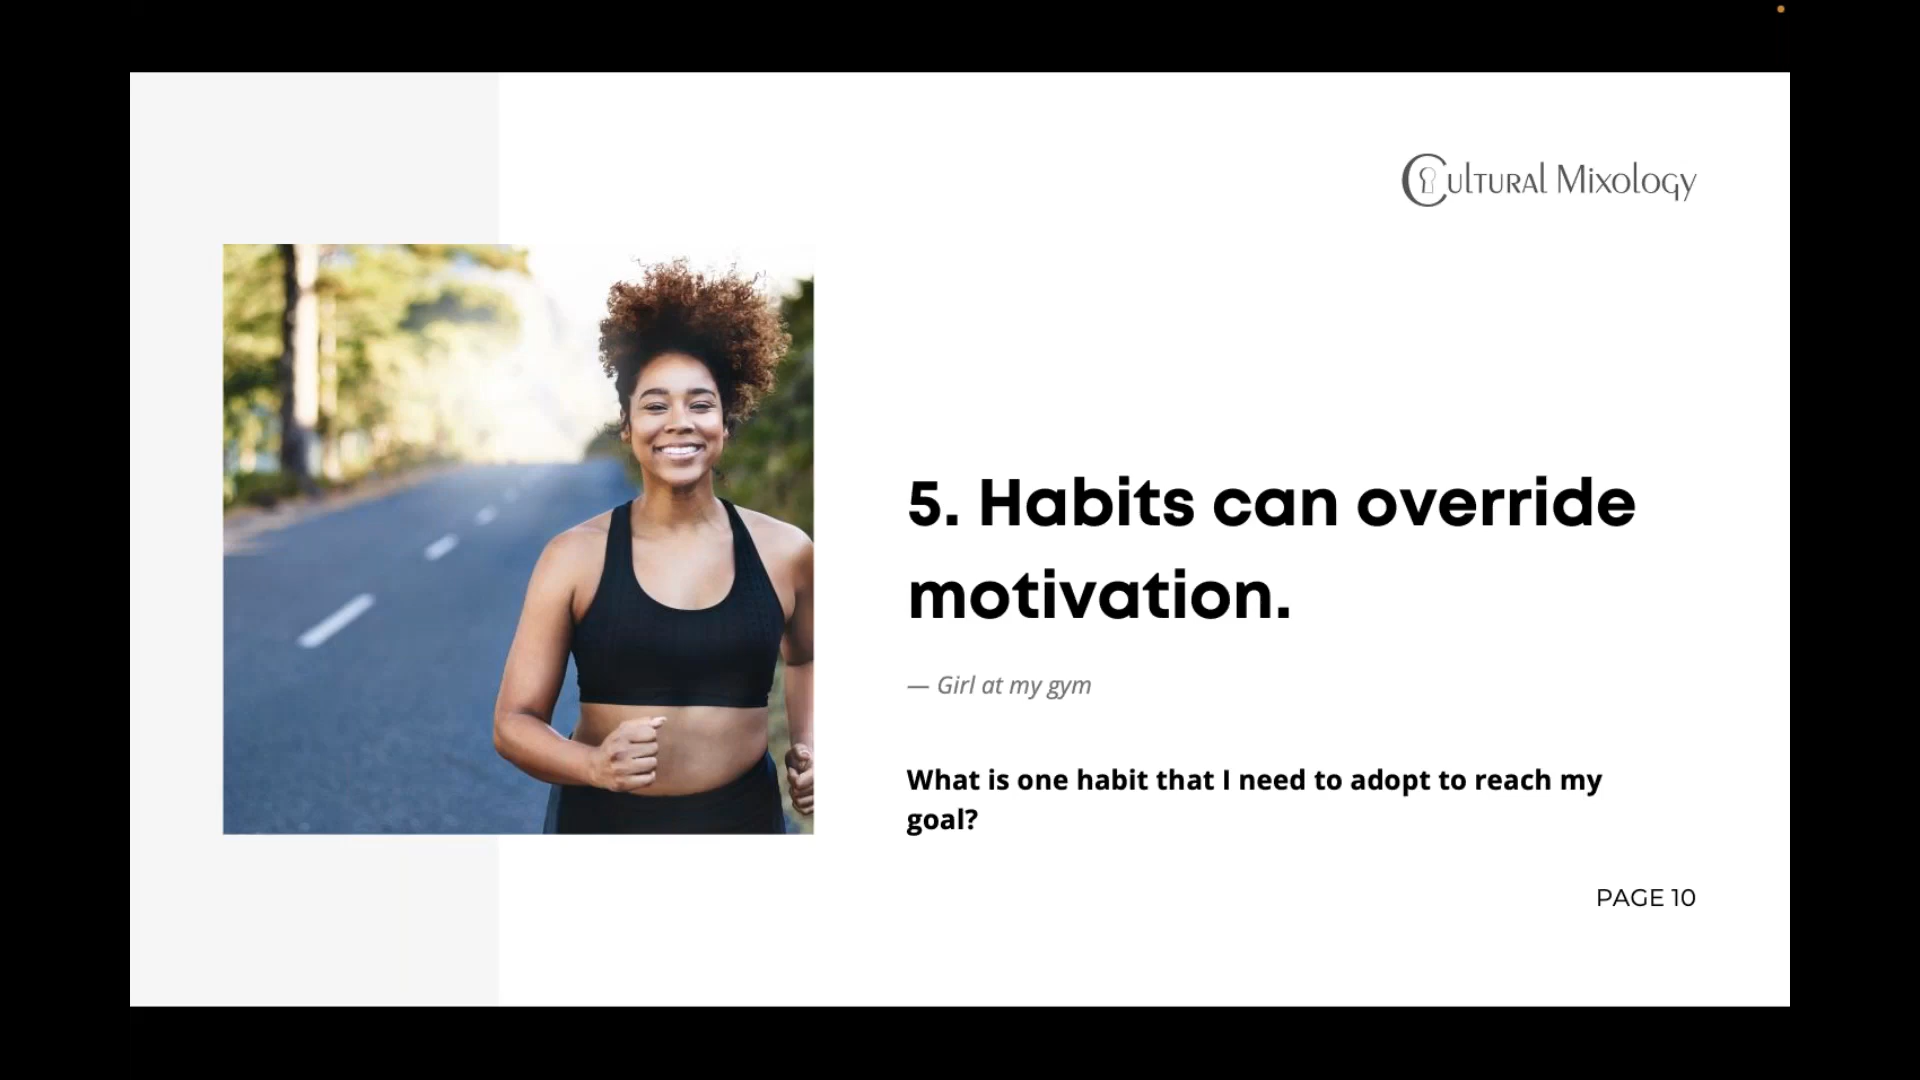 Cultural Mixology
5. Habits can override
motivation.
— Girl at my gym
What is one habit that I need to adopt to reach my
goal?
PAGE 10